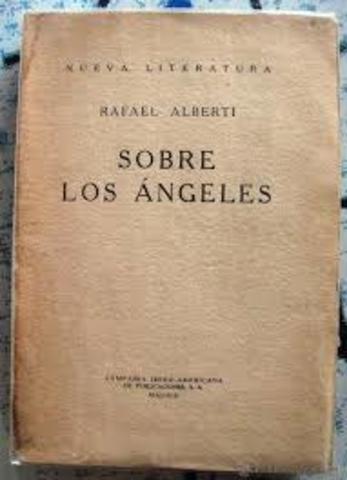 NUEVA LITERATURA
RAFAEL ALBERTI
SOBRE
LOS ÁNGELES
COMPAÑÍA IBERO-AMERICANA
DE PUBLICACIONES, S. A.
MADRID